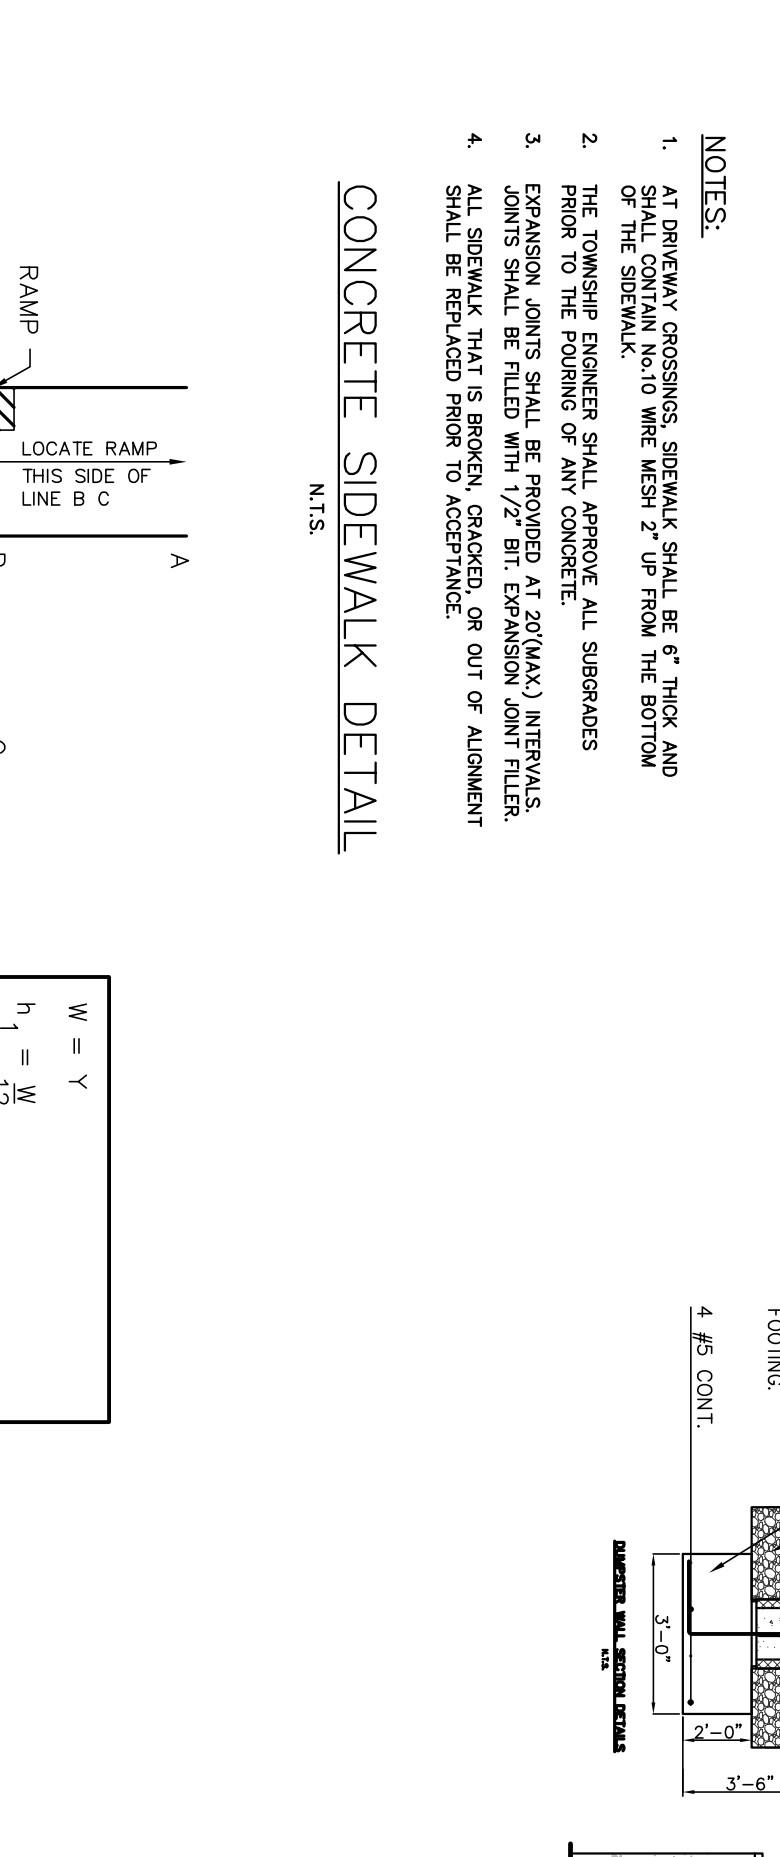 NOTES:
1. AT DRIVEWAY CROSSINGS, SIDEWALK SHALL BE 6" THICK AND
SHALL CONTAIN No.10 WIRE MESH 2" UP FROM THE BOTTOM
OF THE SIDEWALK.
2. THE TOWNSHIP ENGINEER SHALL APPROVE ALL SUBGRADES
PRIOR TO THE POURING OF ANY CONCRETE.
3. EXPANSION JOINTS SHALL BE PROVIDED AT 20'(MAX.) INTERVALS.
JOINTS SHALL BE FILLED WITH 1/2" BIT. EXPANSION JOINT FILLER.
4. ALL SIDEWALK THAT IS BROKEN, CRACKED, OR OUT OF ALIGNMENT
SHALL BE REPLACED PRIOR TO ACCEPTANCE.
CONCRETE SIDEWALK DETAIL
N.T.S.
RAMP
LOCATE RAMP
THIS SIDE OF
LINE B C
A
W = Y
h1 = W
12
FOOTING.
4 #5 CONT.
3'-0"
2'-0"
3'-6"
DUMPSTER WALL SECTION DETAILS
N.T.S.